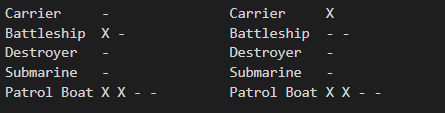 Carrier - Carrier X
Battleship X - Battleship - -
Destroyer - Destroyer -
Submarine - Submarine -
Patrol Boat X X - - Patrol Boat X X - -